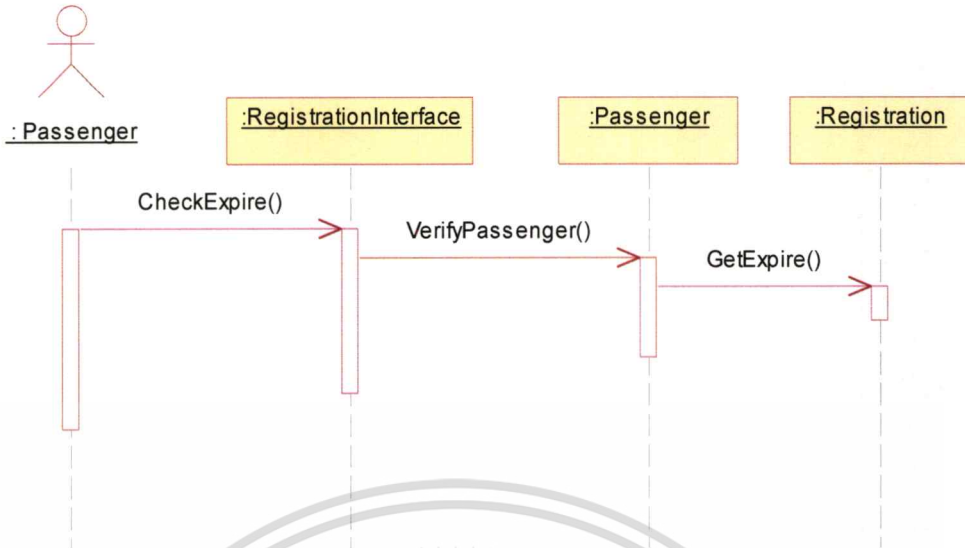 : Passenger
:RegistrationInterface
:Passenger
:Registration
CheckExpire()
VerifyPassenger()
GetExpire()